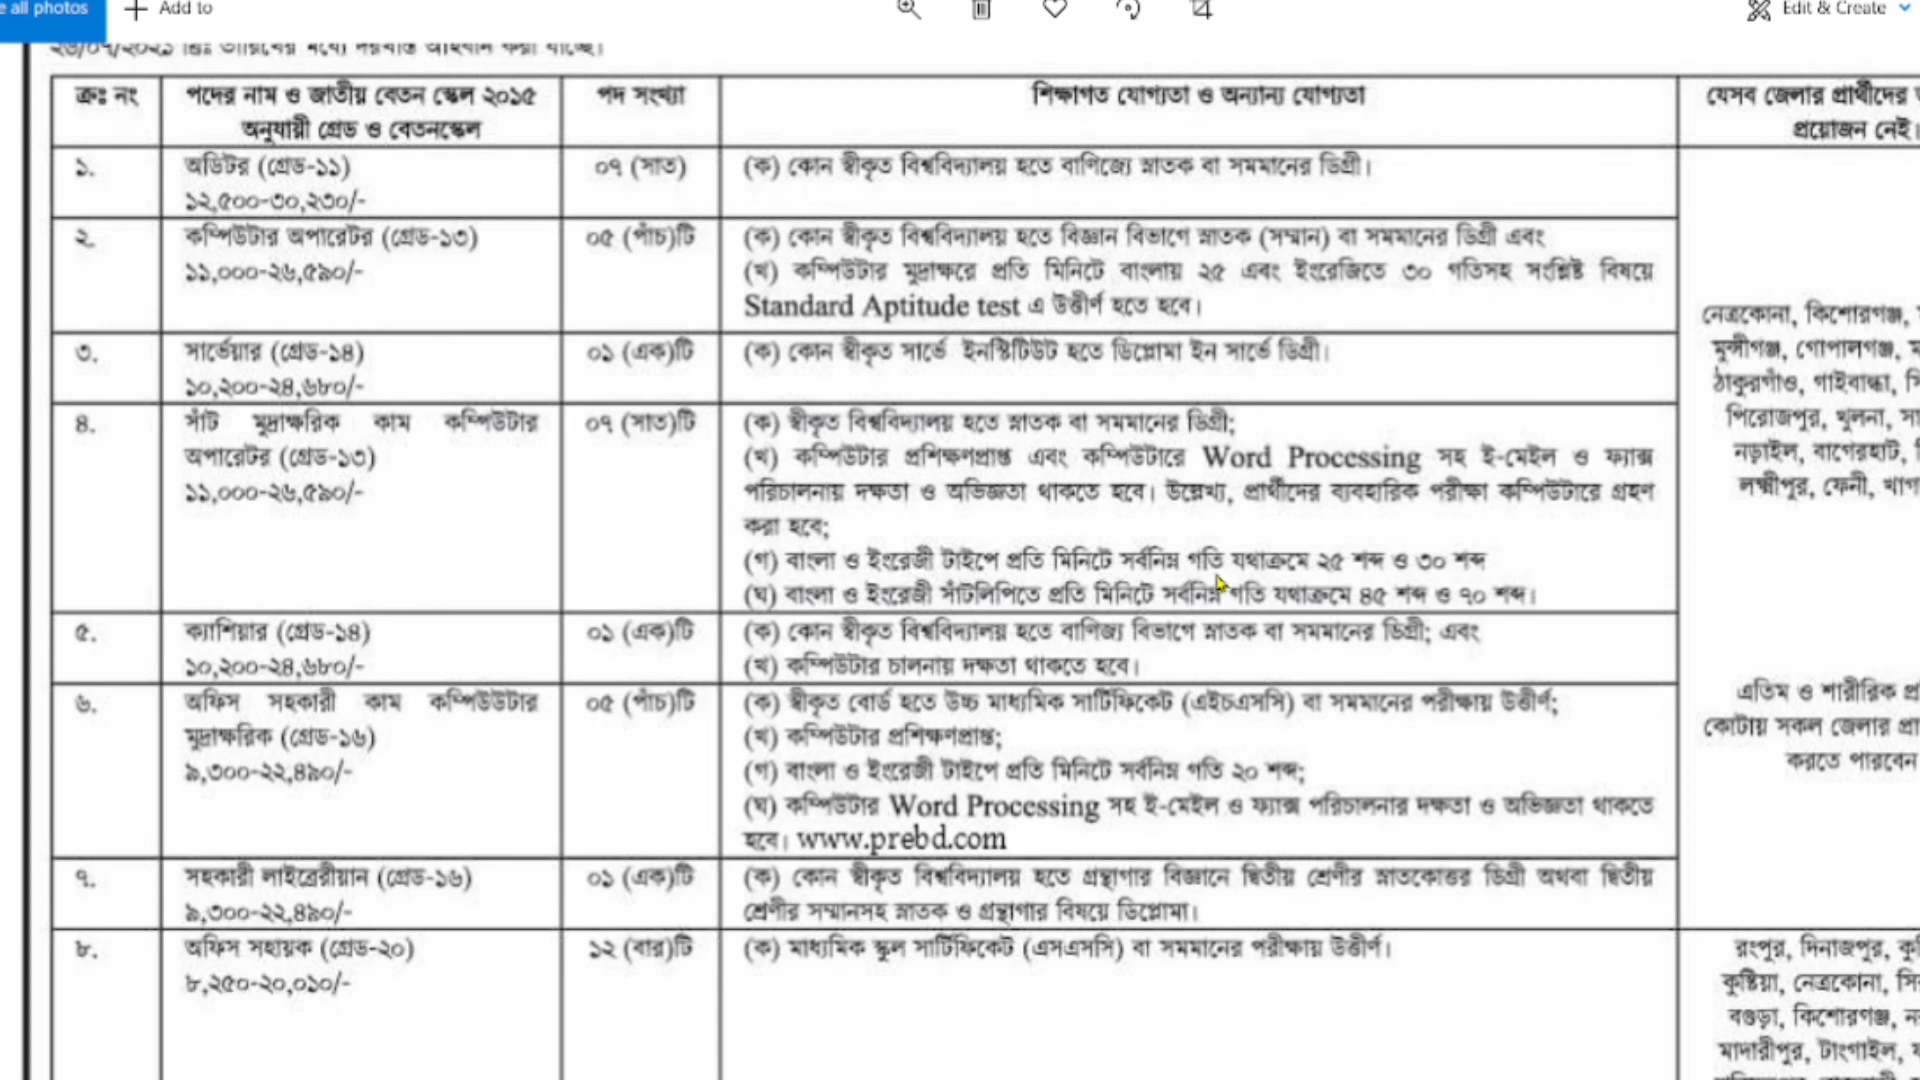 e all photos
Add to
Edit & Create
২৬/০৭/২০২১ খ্রিঃ তারিখের মধ্যে দরখাস্ত আহবান করা যাচ্ছে।
ক্রঃ নং
পদের নাম ও জাতীয় বেতন স্কেল ২০১৫
অনুযায়ী গ্রেড ও বেতনস্কেল
পদ সংখ্যা
শিক্ষাগত যোগ্যতা ও অন্যান্য যোগ্যতা
যেসব জেলার প্রার্থীদের
প্রয়োজন নেই।
১.
অডিটর (গ্রেড-১১)
১২,৫০০-৩০,২৩০/-
০৭ (সাত)
(ক) কোন স্বীকৃত বিশ্ববিদ্যালয় হতে বাণিজ্যে স্নাতক বা সমমানের ডিগ্রী।
২.
কম্পিউটার অপারেটর (গ্রেড-১৩)
১১,০০০-২৬,৫৯০/-
০৫ (পাঁচ)টি
(ক) কোন স্বীকৃত বিশ্ববিদ্যালয় হতে বিজ্ঞান বিভাগে স্নাতক (সম্মান) বা সমমানের ডিগ্রী এবং
(খ) কম্পিউটার মুদ্রাক্ষরে প্রতি মিনিটে বাংলায় ২৫ এবং ইংরেজিতে ৩০ গতিসহ সংশ্লিষ্ট বিষয়ে
Standard Aptitude test এ উত্তীর্ণ হতে হবে।
৩.
সার্ভেয়ার (গ্রেড-১৪)
১০,২০০-২৪,৬৮০/-
০১ (এক)টি
(ক) কোন স্বীকৃত সার্ভে ইনস্টিটিউট হতে ডিপ্লোমা ইন সার্ভে ডিগ্রী।
৪.
সাঁট মুদ্রাক্ষরিক কাম কম্পিউটার
অপারেটর (গ্রেড-১৩)
১১,০০০-২৬,৫৯০/-
০৭ (সাত)টি
(ক) স্বীকৃত বিশ্ববিদ্যালয় হতে স্নাতক বা সমমানের ডিগ্রী;
(খ) কম্পিউটার প্রশিক্ষণপ্রাপ্ত এবং কম্পিউটারে Word Processing সহ ই-মেইল ও ফ্যাক্স
পরিচালনায় দক্ষতা ও অভিজ্ঞতা থাকতে হবে। উল্লেখ্য, প্রার্থীদের ব্যবহারিক পরীক্ষা কম্পিউটারে গ্রহণ
করা হবে;
(গ) বাংলা ও ইংরেজী টাইপে প্রতি মিনিটে সর্বনিম্ন গতি যথাক্রমে ২৫ শব্দ ও ৩০ শব্দ
(ঘ) বাংলা ও ইংরেজী সাঁটলিপিতে প্রতি মিনিটে সর্বনিম্ন গতি যথাক্রমে ৪৫ শব্দ ও ৭০ শব্দ।
৫.
ক্যাশিয়ার (গ্রেড-১৪)
১০,২০০-২৪,৬৮০/-
০১ (এক)টি
(ক) কোন স্বীকৃত বিশ্ববিদ্যালয় হতে বাণিজ্য বিভাগে স্নাতক বা সমমানের ডিগ্রী; এবং
(খ) কম্পিউটার চালনায় দক্ষতা থাকতে হবে।
৬.
অফিস সহকারী কাম কম্পিউউটার
মুদ্রাক্ষরিক (গ্রেড-১৬)
৯,৩০০-২২,৪৯০/-
০৫ (পাঁচ)টি
(ক) স্বীকৃত বোর্ড হতে উচ্চ মাধ্যমিক সার্টিফিকেট (এইচএসসি) বা সমমানের পরীক্ষায় উত্তীর্ণ;
(খ) কম্পিউটার প্রশিক্ষণপ্রাপ্ত;
(গ) বাংলা ও ইংরেজী টাইপে প্রতি মিনিটে সর্বনিম্ন গতি ২০ শব্দ;
(ঘ) কম্পিউটার Word Processing সহ ই-মেইল ও ফ্যাক্স পরিচালনার দক্ষতা ও অভিজ্ঞতা থাকতে
হবে। www.prebd.com
৭.
সহকারী লাইব্রেরীয়ান (গ্রেড-১৬)
৯,৩০০-২২,৪৯০/-
০১ (এক)টি
(ক) কোন স্বীকৃত বিশ্ববিদ্যালয় হতে গ্রন্থাগার বিজ্ঞানে দ্বিতীয় শ্রেণীর স্নাতকোত্তর ডিগ্রী অথবা দ্বিতীয়
শ্রেণীর সম্মানসহ স্নাতক ও গ্রন্থাগার বিষয়ে ডিপ্লোমা।
৮.
অফিস সহায়ক (গ্রেড-২০)
৮,২৫০-২০,০১০/-
১২ (বার)টি
(ক) মাধ্যমিক স্কুল সার্টিফিকেট (এসএসসি) বা সমমানের পরীক্ষায় উত্তীর্ণ।
নেত্রকোনা, কিশোরগঞ্জ,
মুন্সীগঞ্জ, গোপালগঞ্জ,
ঠাকুরগাঁও, গাইবান্ধা,
পিরোজপুর, খুলনা,
নড়াইল, বাগেরহাট,
লক্ষ্মীপুর, ফেনী,
এতিম ও শারীরিক
কোটায় সকল জেলার
করতে পারবেন
রংপুর, দিনাজপুর,
কুষ্টিয়া, নেত্রকোনা,
বগুড়া, কিশোরগঞ্জ,
মাদারীপুর, টাংগাইল,